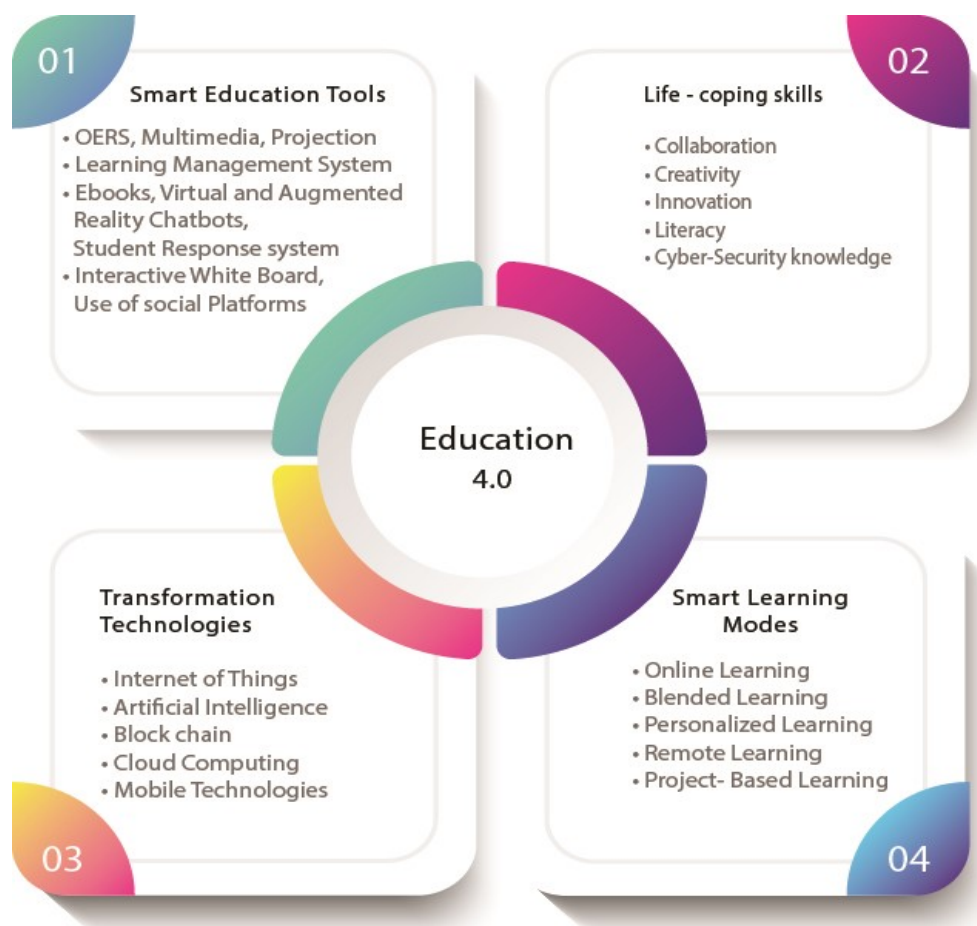 01
Smart Education Tools
• OERS, Multimedia, Projection
• Learning Management System
• Ebooks, Virtual and Augmented
Reality Chatbots,
Student Response system
• Interactive White Board,
Use of social Platforms
02
Life - coping skills
• Collaboration
• Creativity
• Innovation
• Literacy
• Cyber-Security knowledge
Education
4.0
Transformation
Technologies
• Internet of Things
• Artificial Intelligence
• Block chain
• Cloud Computing
• Mobile Technologies
03
Smart Learning
Modes
• Online Learning
• Blended Learning
• Personalized Learning
• Remote Learning
• Project- Based Learning
04